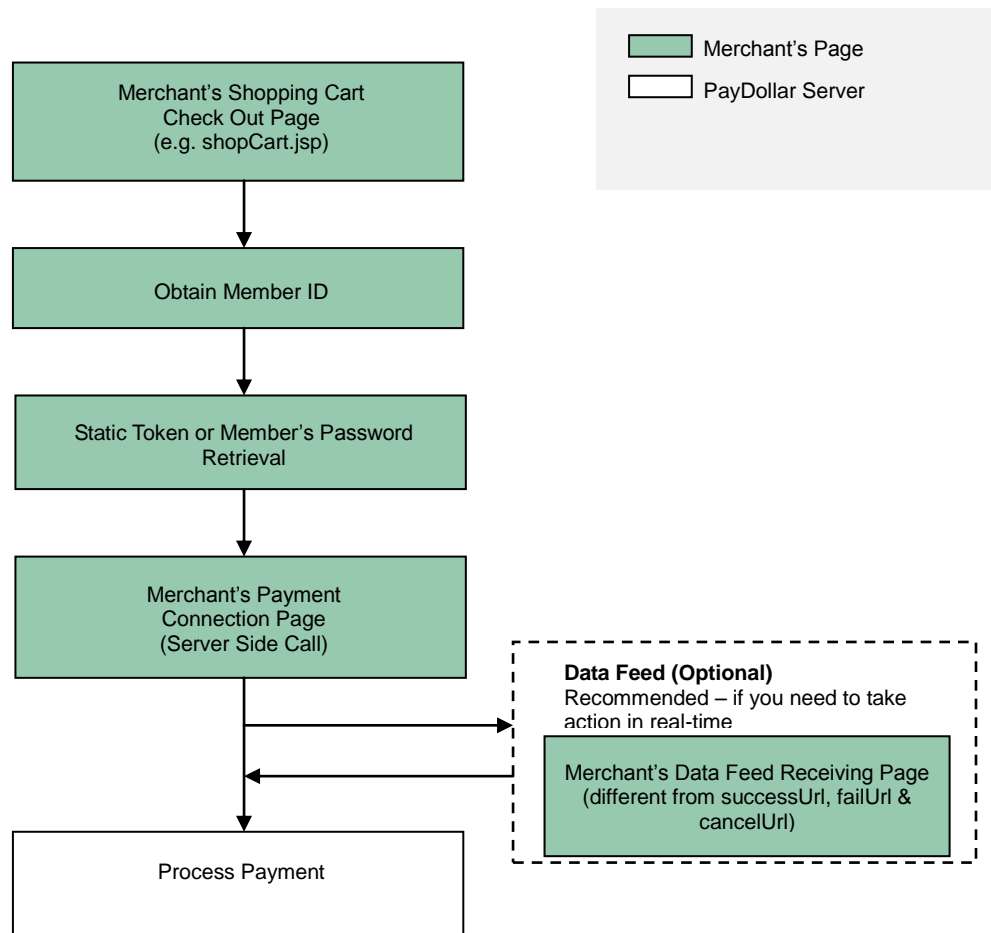 Merchant’s Page
PayDollar Server
Merchant’s Shopping Cart
Check Out Page
(e.g. shopCart.jsp)
Obtain Member ID
Static Token or Member’s Password
Retrieval
Merchant’s Payment
Connection Page
(Server Side Call)
Data Feed (Optional)
Recommended – if you need to take
action in real-time
Merchant’s Data Feed Receiving Page
(different from successUrl, failUrl &
cancelUrl)
Process Payment